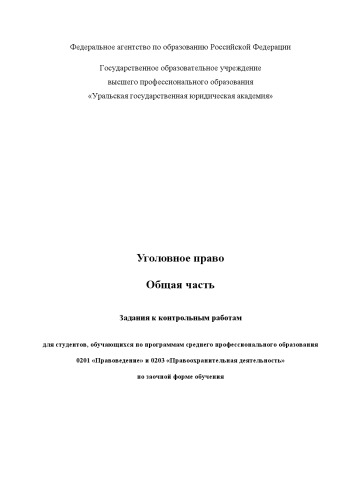 Федеральное агентство по образованию Российской Федерации
Государственное образовательное учреждение
высшего профессионального образования
«Уральская государственная юридическая академия»
Уголовное право
Общая часть
Задания к контрольным работам
для студентов, обучающихся по программам среднего профессионального образования
0201 «Правоведение» и 0203 «Правоохранительная деятельность»
по заочной форме обучения